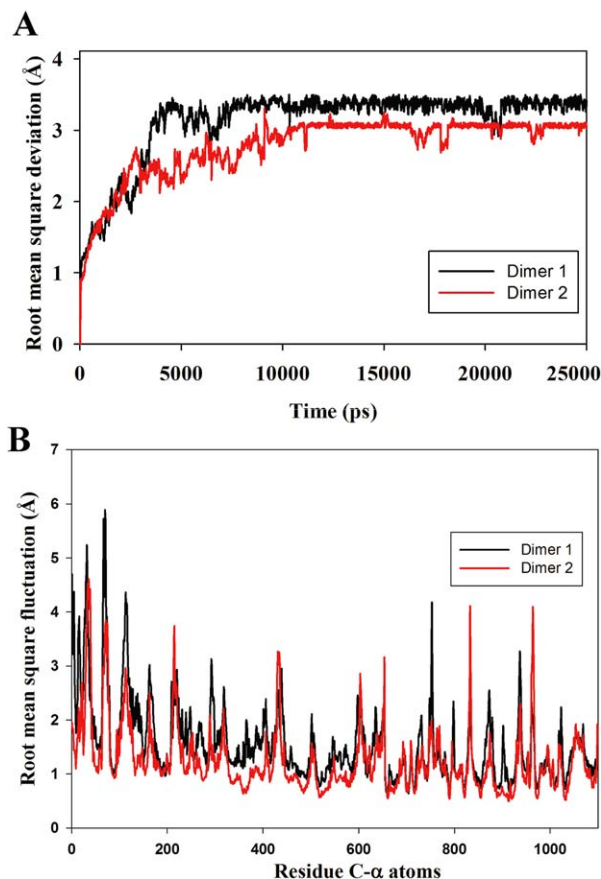 A
Root mean square deviation (Å)
4
3
2
1
0
Dimer 1
Dimer 2
0 5000 10000 15000 20000 25000
Time (ps)
B
Root mean square fluctuation (Å)
7
6
5
4
3
2
1
0
Dimer 1
Dimer 2
0 200 400 600 800 1000
Residue C-α atoms